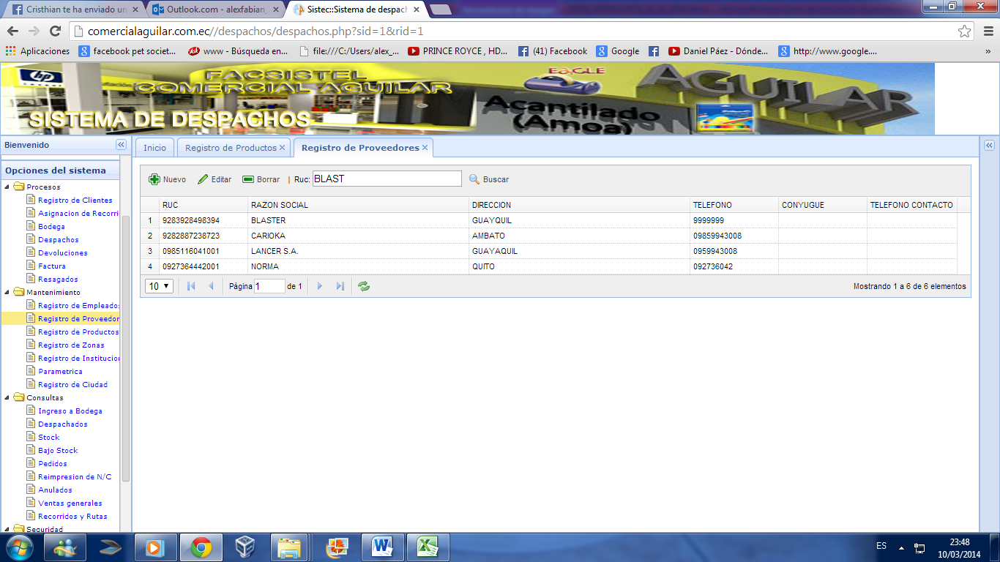 Cristhian te ha enviado un
Outlook.com - alexfabian_
Sistec::Sistema de despach
comercialaguilar.com.ec//despachos/despachos.php?sid=1&rid=1
Aplicaciones
facebook pet societ...
www - Búsqueda en...
file:///C:/Users/alex_...
PRINCE ROYCE , HD...
(41) Facebook
Google
Daniel Páez - Dónde...
http://www.google....
»
hp
FACSISTEL
COMERCIAL AGUILAR
SISTEMA DE DESPACHOS
EaGLE
Acantilado
(Amoa)
AGUILAR
Bienvenido
Opciones del sistema
Procesos
Registro de Clientes
Asignacion de Recorri
Bodega
Despachos
Devoluciones
Factura
Resagados
Mantenimiento
Registro de Empleados
Registro de Proveedor
Registro de Productos
Registro de Zonas
Registro de Institucion
Parametrica
Registro de Ciudad
Consultas
Ingreso a Bodega
Despachados
Stock
Bajo Stock
Pedidos
Reimpresion de N/C
Anulados
Ventas generales
Recorridos y Rutas
Seguridad
Inicio Registro de Productos Registro de Proveedores
Nuevo Editar Borrar | Ruc: BLAST Buscar
RUC RAZON SOCIAL DIRECCION TELEFONO CONYUGUE TELEFONO CONTACTO
1 9283928498394 BLASTER GUAYQUIL 9999999
2 9282887238723 CARIOKA AMBATO 09859943008
3 0985116041001 LANCER S.A. GUAYAQUIL 0959943008
4 0927364442001 NORMA QUITO 092736042
10 Página 1 de 1 Mostrando 1 a 6 de 6 elementos
ES
23:48
10/03/2014